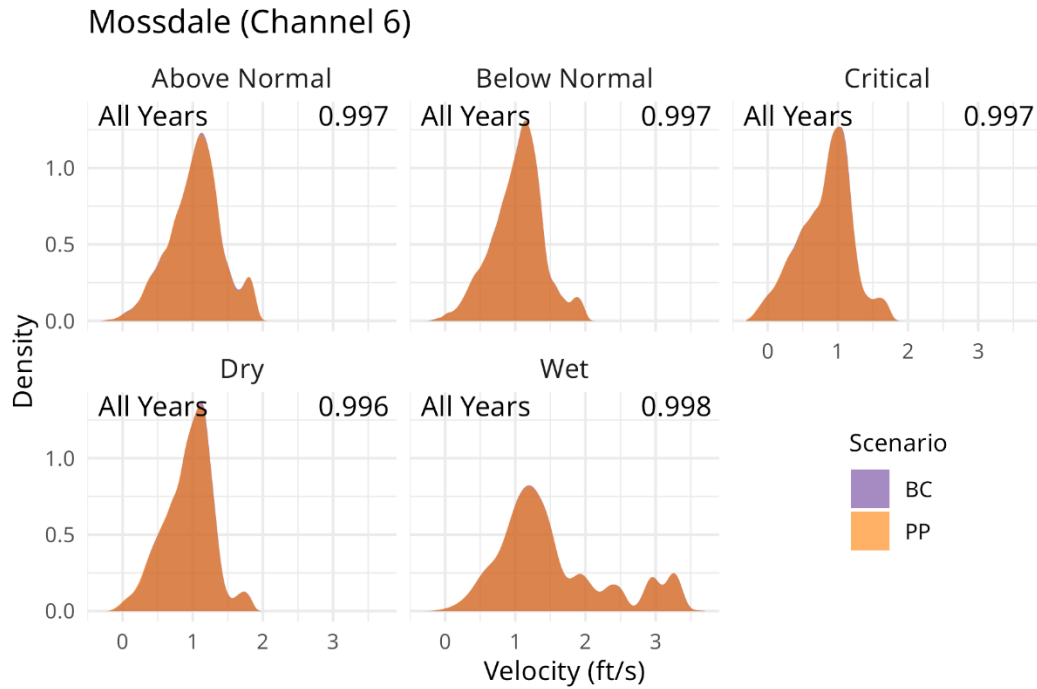 Mossdale (Channel 6)
Above Normal
Below Normal
Critical
All Years 0.997
All Years 0.997
All Years 0.997
1.0
0.5
0.0
0 1 2 3
Dry
Wet
All Years 0.996
All Years 0.998
1.0
0.5
0.0
0 1 2 3
0 1 2 3
Density
Velocity (ft/s)
Scenario
BC
PP